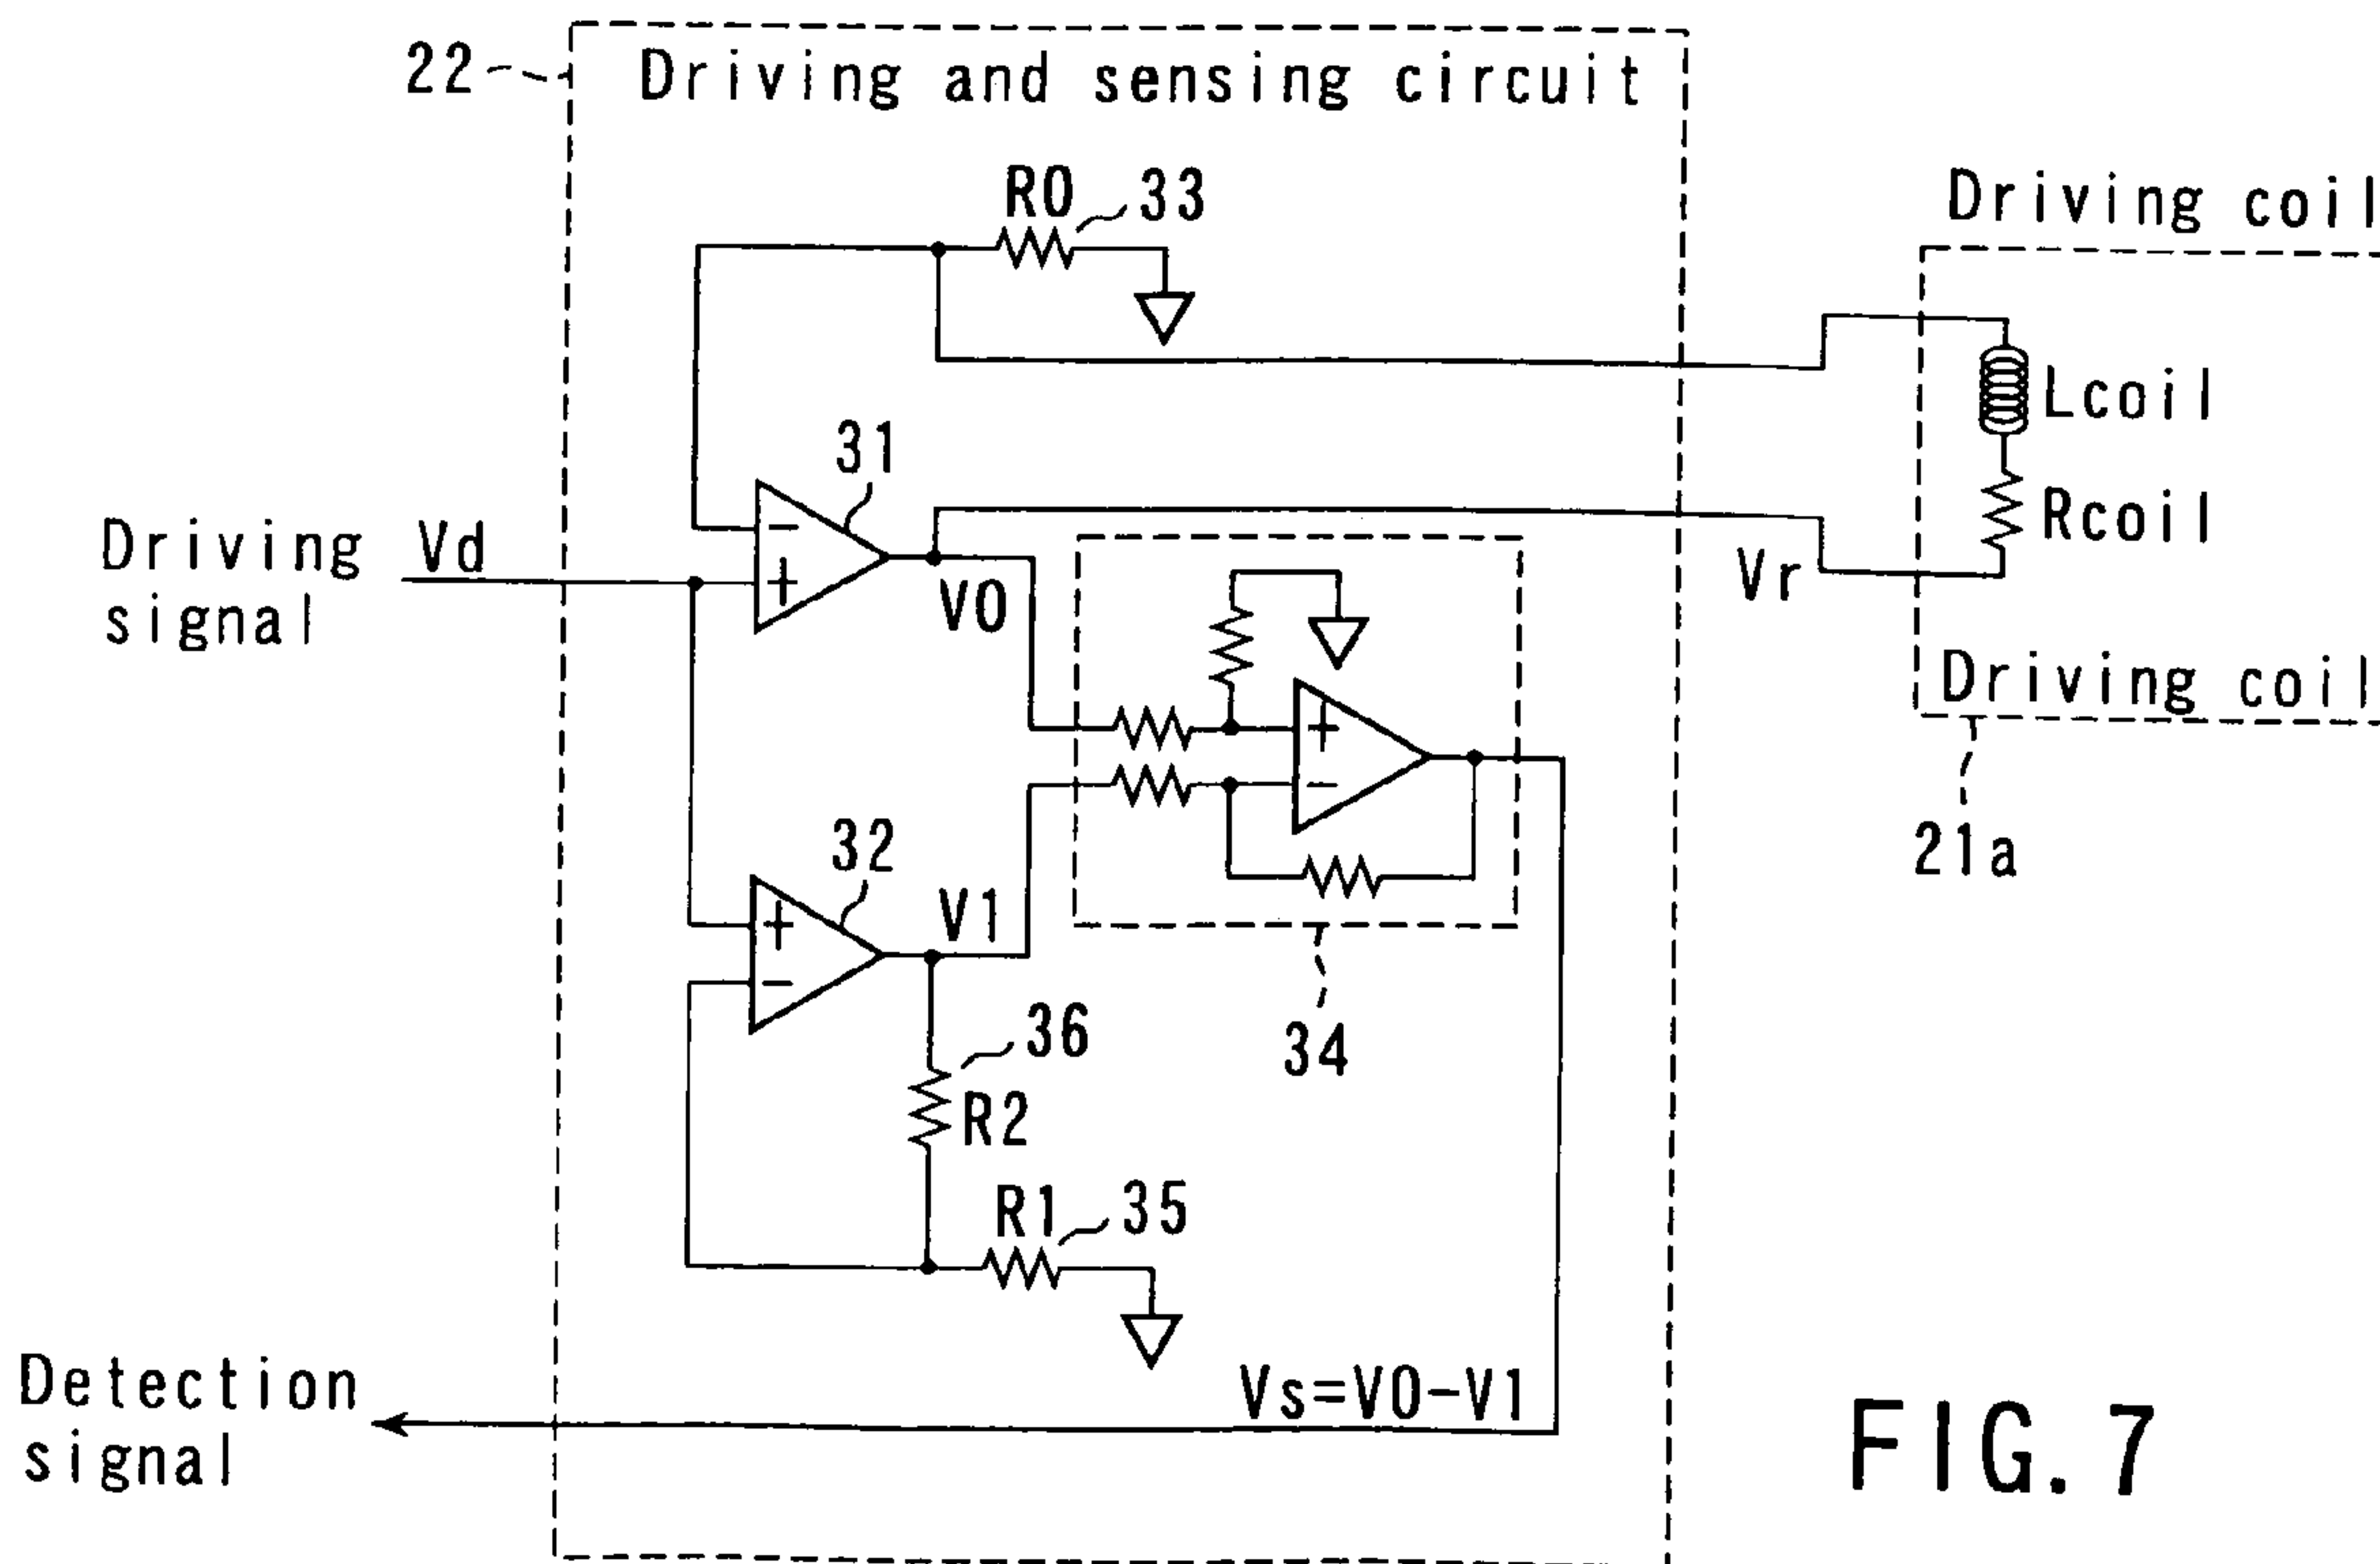 22
Driving and sensing circuit
R0
33
Driving coil
31
Lcoil
Rcoil
Driving
signal
Vd
−
+
V0
Vr
Driving coil
+
−
21a
32
V1
+
−
34
36
R2
R1
35
Vs=V0−V1
Detection
signal
FIG. 7